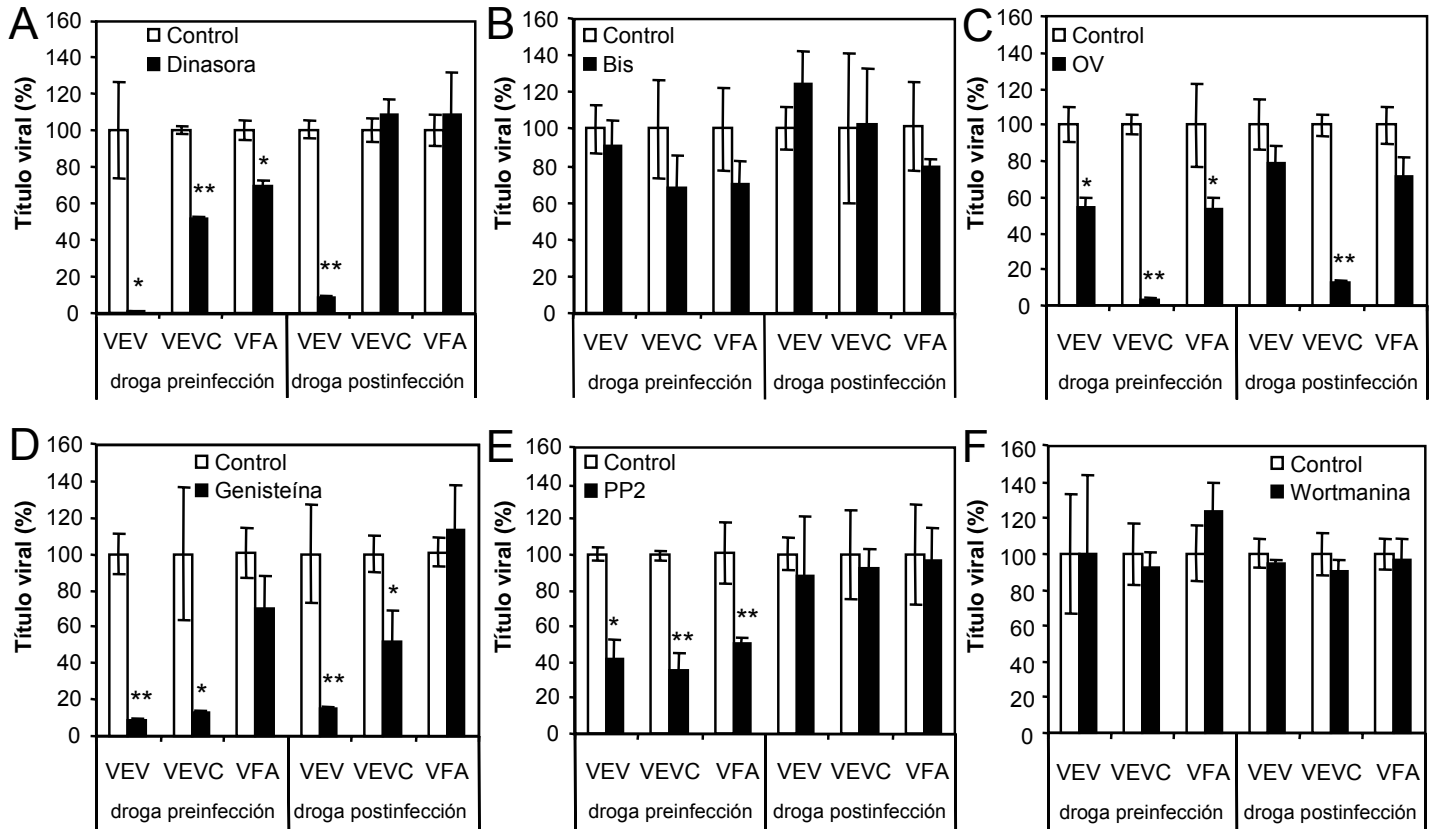 A
Título viral (%)
160
140
120
100
80
60
40
20
0
Control
Dinasora
*
**
*
**
VEV VEVC VFA VEV VEVC VFA
droga preinfección droga postinfección
B
Título viral (%)
160
140
120
100
80
60
40
20
0
Control
Bis
VEV VEVC VFA VEV VEVC VFA
droga preinfección droga postinfección
C
Título viral (%)
160
140
120
100
80
60
40
20
0
Control
OV
*
**
*
**
VEV VEVC VFA VEV VEVC VFA
droga preinfección droga postinfección
D
Título viral (%)
160
140
120
100
80
60
40
20
0
Control
Genisteína
**
*
**
*
VEV VEVC VFA VEV VEVC VFA
droga preinfección droga postinfección
E
Título viral (%)
160
140
120
100
80
60
40
20
0
Control
PP2
*
**
**
VEV VEVC VFA VEV VEVC VFA
droga preinfección droga postinfección
F
Título viral (%)
160
140
120
100
80
60
40
20
0
Control
Wortmanina
VEV VEVC VFA VEV VEVC VFA
droga preinfección droga postinfección